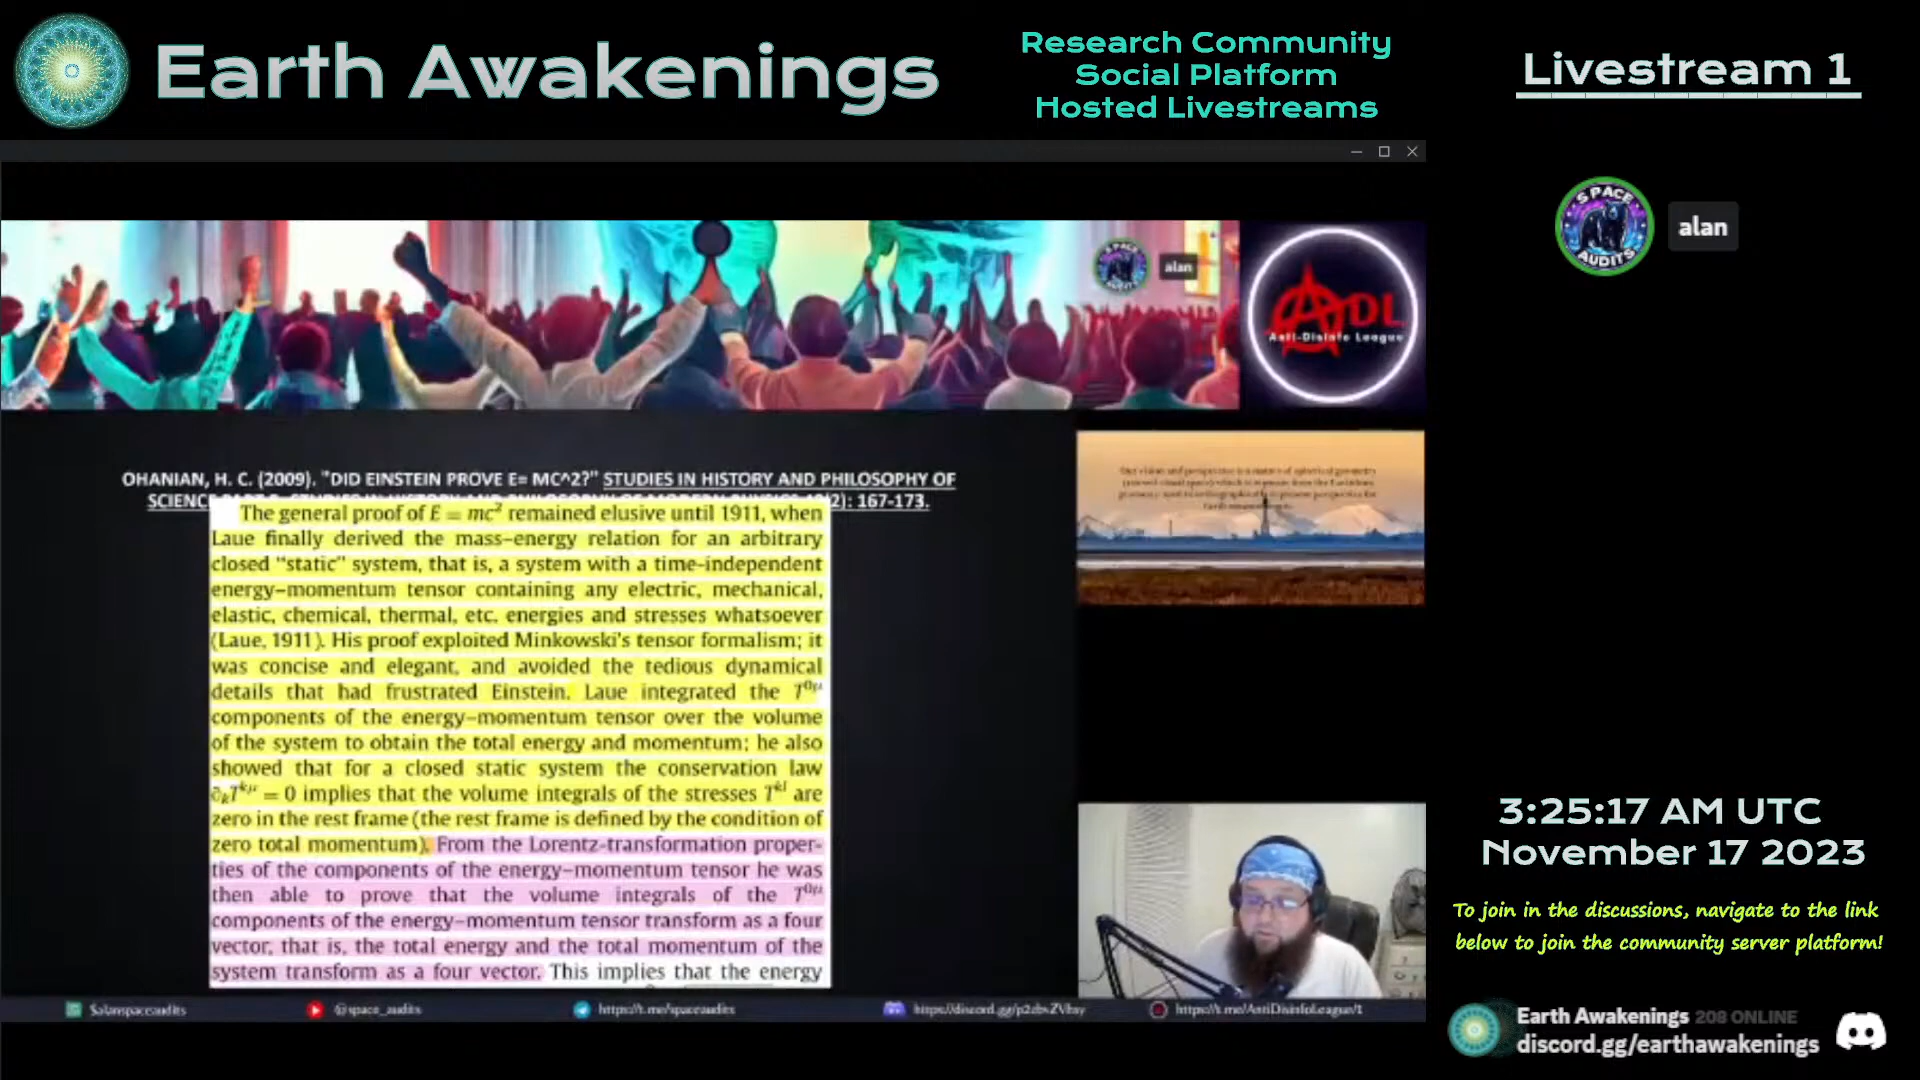 Earth Awakenings
Research Community
Social Platform
Hosted Livestreams
Livestream 1
SPACE
AUDITS
alan
alan
ADL
Anti-Disinfo League
OHANIAN, H. C. (2009). "DID EINSTEIN PROVE E= MC^2?" STUDIES IN HISTORY AND PHILOSOPHY OF
2): 167-173.
The general proof of E = mc² remained elusive until 1911, when
Laue finally derived the mass–energy relation for an arbitrary
closed "static" system, that is, a system with a time-independent
energy–momentum tensor containing any electric, mechanical,
elastic, chemical, thermal, etc. energies and stresses whatsoever
(Laue, 1911). His proof exploited Minkowski's tensor formalism; it
was concise and elegant, and avoided the tedious dynamical
details that had frustrated Einstein. Laue integrated the T⁰ᵘ
components of the energy–momentum tensor over the volume
of the system to obtain the total energy and momentum; he also
showed that for a closed static system the conservation law
∂ₖTᵏᵘ = 0 implies that the volume integrals of the stresses Tᵏˡ are
zero in the rest frame (the rest frame is defined by the condition of
zero total momentum). From the Lorentz-transformation proper-
ties of the components of the energy–momentum tensor he was
then able to prove that the volume integrals of the T⁰ᵘ
components of the energy–momentum tensor transform as a four
vector, that is, the total energy and the total momentum of the
system transform as a four vector. This implies that the energy
$alanspaceaudits
@space_audits
https://t.me/spaceaudits
https://t.me/AntiDisinfoLeague/1
3:25:17 AM UTC
November 17 2023
To join in the discussions, navigate to the link
below to join the community server platform!
Earth Awakenings 208 ONLINE
discord.gg/earthawakenings